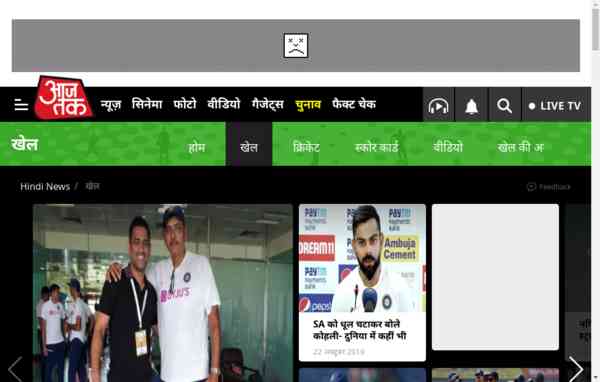 आज तक
न्यूज़ सिनेमा फोटो वीडियो गैजेट्स चुनाव फैक्ट चेक
LIVE TV
खेल
होम खेल क्रिकेट स्कोर कार्ड वीडियो खेल की अ
Hindi News / खेल
Feedback
BYJU'S
Paytm
DREAM11
Ambuja
Cement
pepsi
SA को धूल चटाकर बोले
कोहली- दुनिया में कहीं भी
22 अक्टूबर 2019